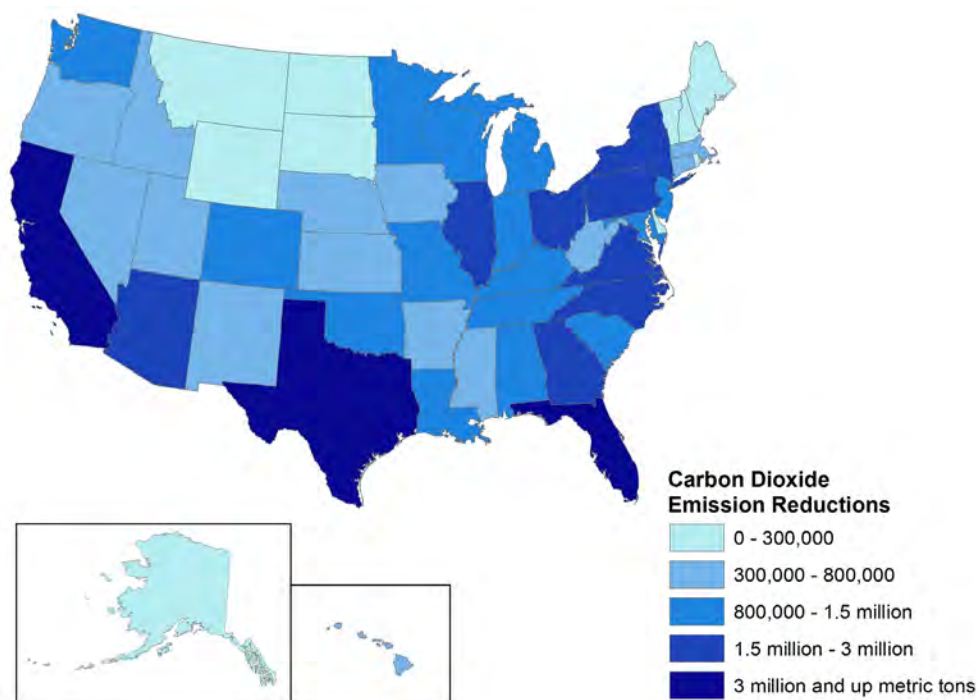 Carbon Dioxide
Emission Reductions
0 - 300,000
300,000 - 800,000
800,000 - 1.5 million
1.5 million - 3 million
3 million and up metric tons